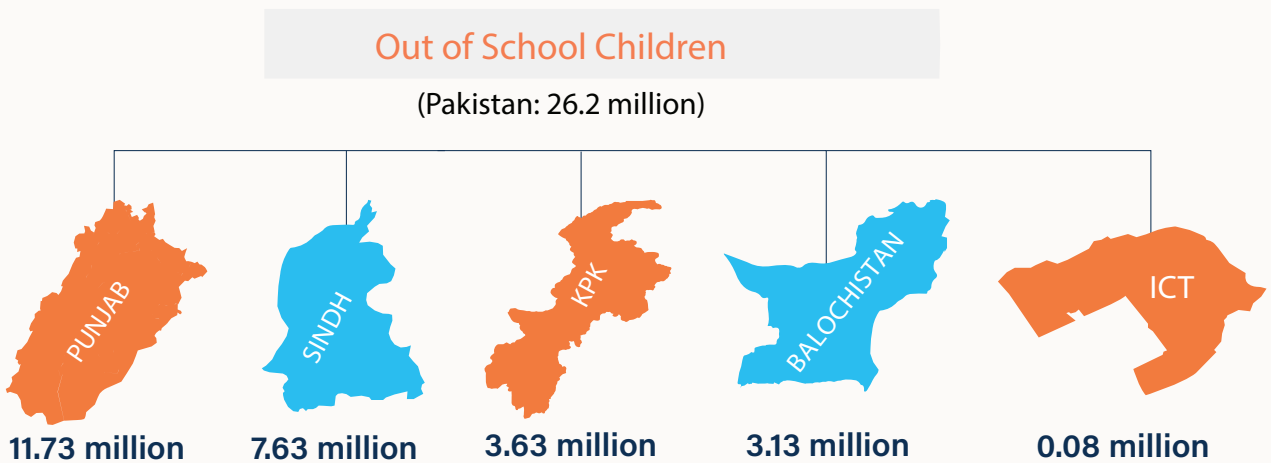 Out of School Children
(Pakistan: 26.2 million)
PUNJAB
SINDH
KPK
BALOCHISTAN
ICT
11.73 million
7.63 million
3.63 million
3.13 million
0.08 million